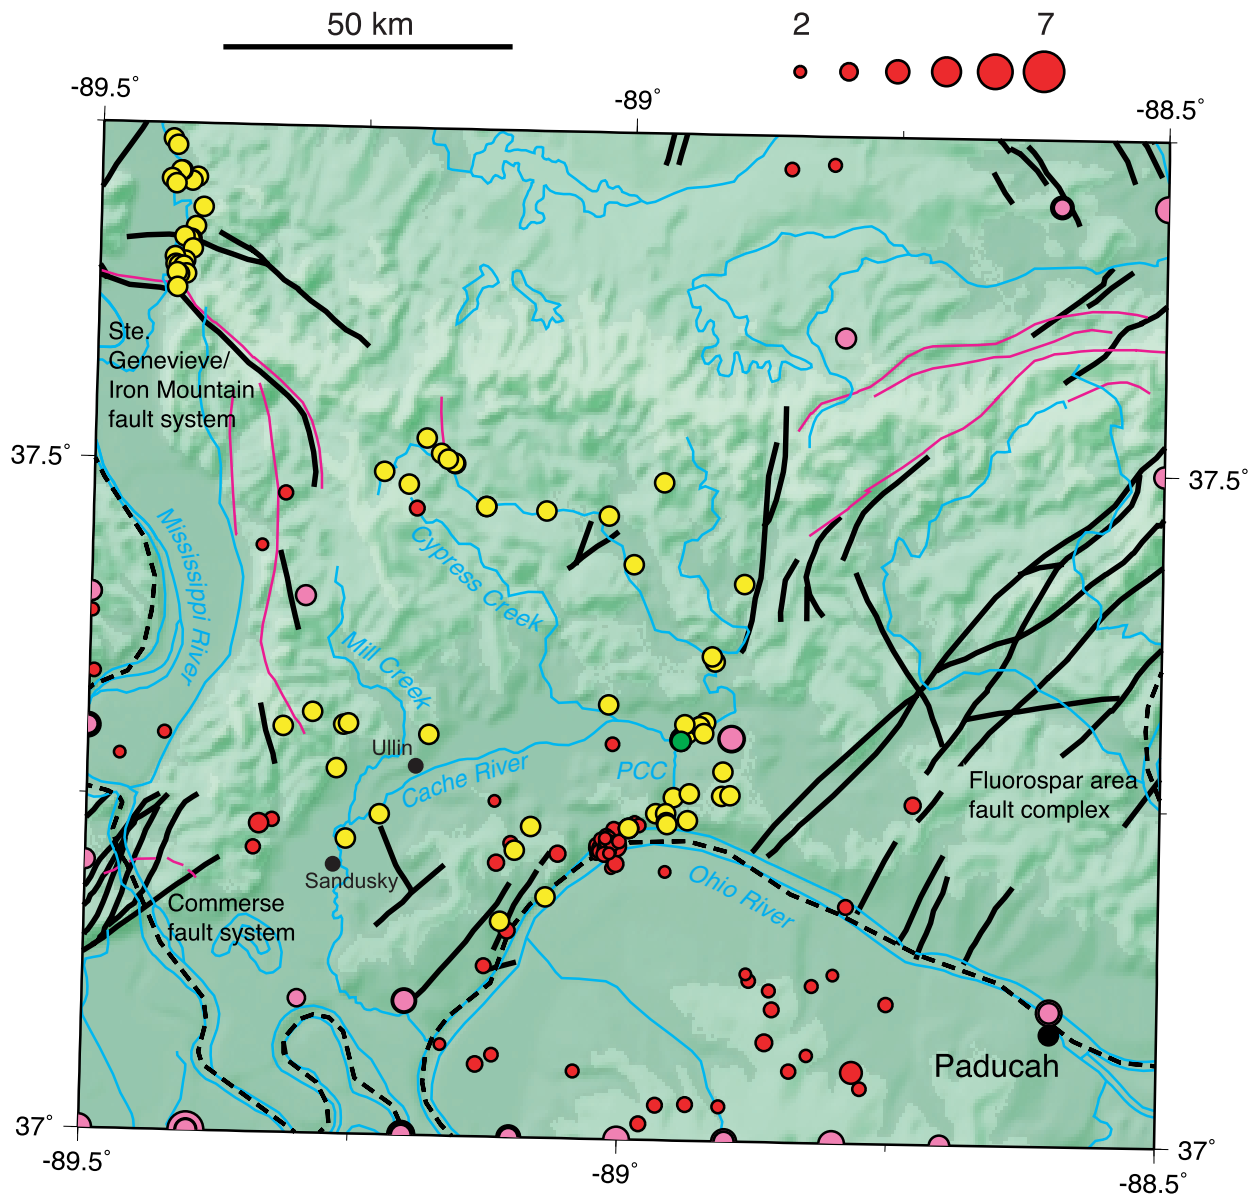 50 km
2 7
-89.5° -89° -88.5°
Ste.
Genevieve/
Iron Mountain
fault system
37.5°
37.5°
Mississippi River
Cypress Creek
Mill Creek
Ullin
Cache River
PCC
Fluorospar area
fault complex
Sandusky
Ohio River
Commerse
fault system
Paducah
37°
37°
-89.5° -89° -88.5°